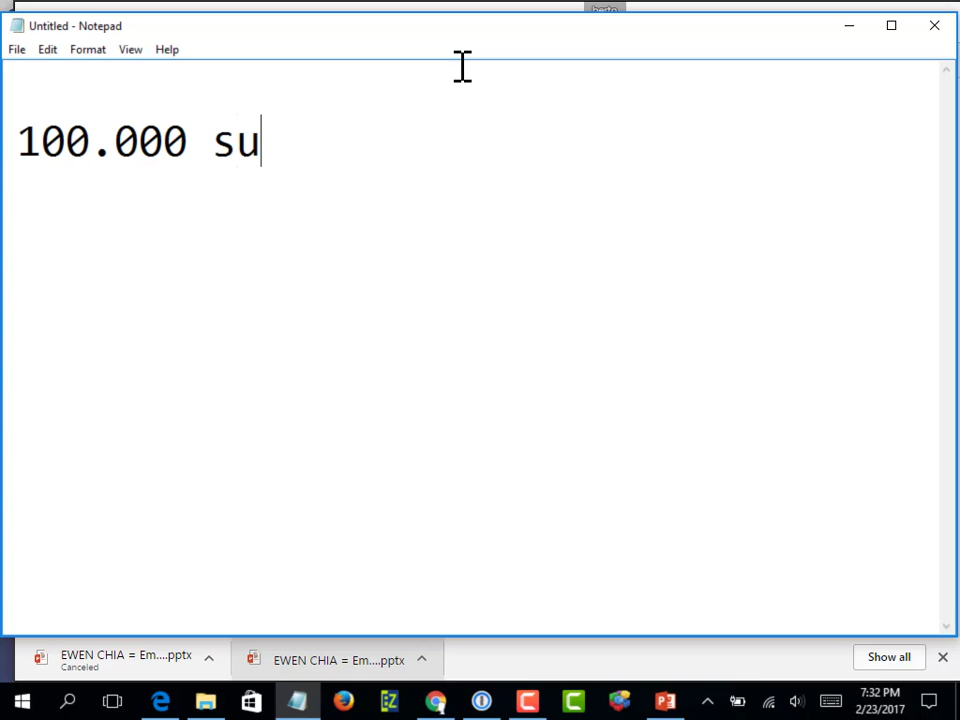 Untitled - Notepad
File Edit Format View Help
100.000 su
EWEN CHIA = Em....pptx
Canceled
EWEN CHIA = Em....pptx
Show all
7:32 PM
2/23/2017